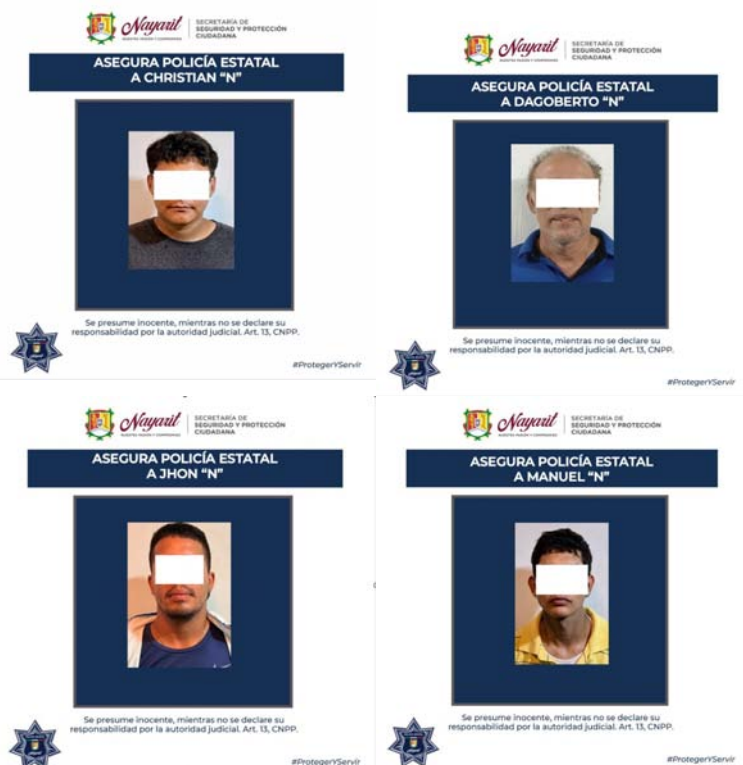 Nayarit
SECRETARÍA DE
SEGURIDAD Y PROTECCIÓN
CIUDADANA
ASEGURA POLICÍA ESTATAL
A CHRISTIAN “N”
Se presume inocente, mientras no se declare su
responsabilidad por la autoridad judicial. Art. 13, CNPP.
#ProtegerYServir
Nayarit
SECRETARÍA DE
SEGURIDAD Y PROTECCIÓN
CIUDADANA
ASEGURA POLICÍA ESTATAL
A DAGOBERTO “N”
Se presume inocente, mientras no se declare su
responsabilidad por la autoridad judicial. Art. 13, CNPP.
#ProtegerYServir
Nayarit
SECRETARÍA DE
SEGURIDAD Y PROTECCIÓN
CIUDADANA
ASEGURA POLICÍA ESTATAL
A JHON “N”
Se presume inocente, mientras no se declare su
responsabilidad por la autoridad judicial. Art. 13, CNPP.
#ProtegerYServir
Nayarit
SECRETARÍA DE
SEGURIDAD Y PROTECCIÓN
CIUDADANA
ASEGURA POLICÍA ESTATAL
A MANUEL “N”
Se presume inocente, mientras no se declare su
responsabilidad por la autoridad judicial. Art. 13, CNPP.
#ProtegerYServir